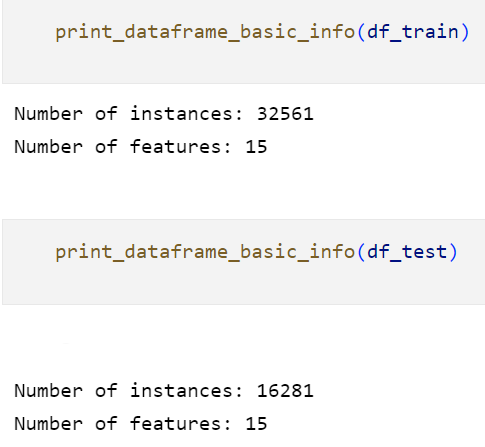 print_dataframe_basic_info(df_train)
Number of instances: 32561
Number of features: 15
print_dataframe_basic_info(df_test)
Number of instances: 16281
Number of features: 15